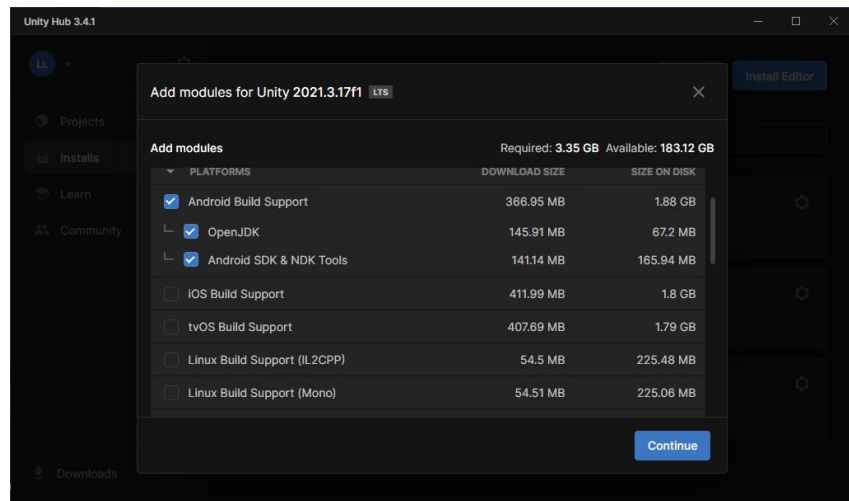 Unity Hub 3.4.1
LL
Install Editor
Projects
Installs
Learn
Community
Downloads
Add modules for Unity 2021.3.17f1 LTS
Add modules Required: 3.35 GB Available: 183.12 GB
PLATFORMS DOWNLOAD SIZE SIZE ON DISK
Android Build Support 366.95 MB 1.88 GB
OpenJDK 145.91 MB 67.2 MB
Android SDK & NDK Tools 141.14 MB 165.94 MB
iOS Build Support 411.99 MB 1.8 GB
tvOS Build Support 407.69 MB 1.79 GB
Linux Build Support (IL2CPP) 54.5 MB 225.48 MB
Linux Build Support (Mono) 54.51 MB 225.06 MB
Continue